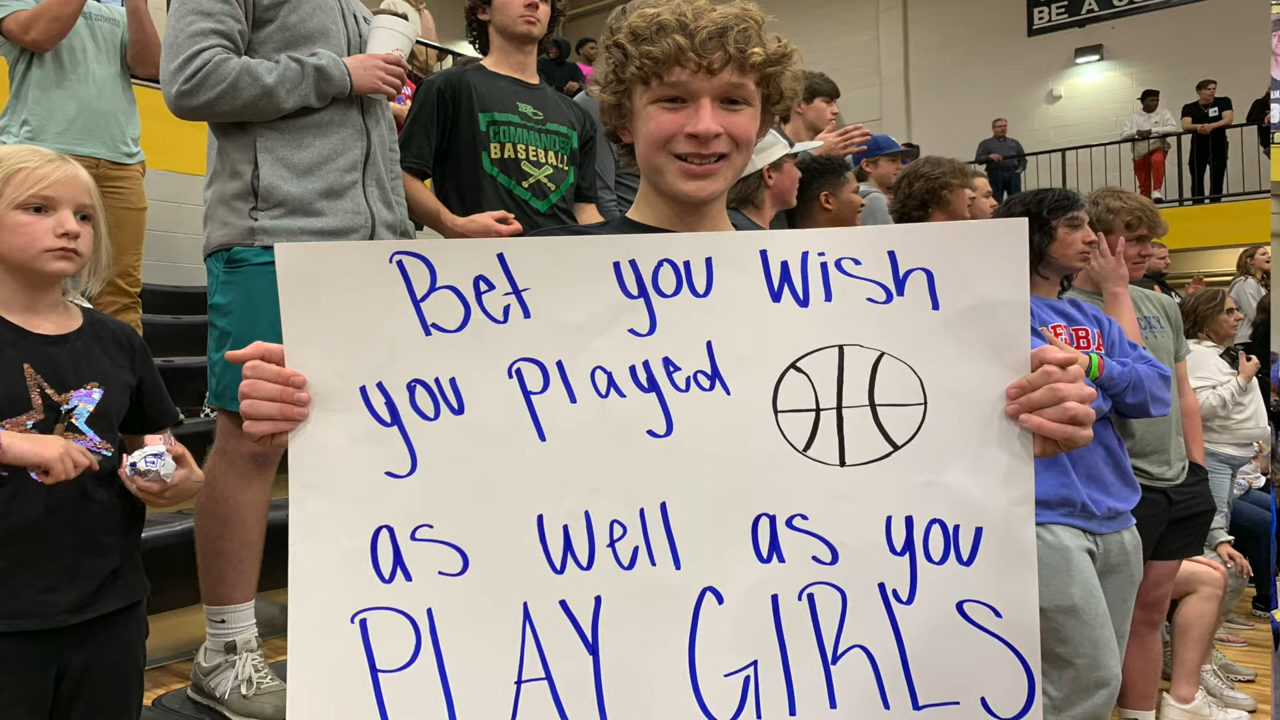 BE A
COMMANDER
BASEBALL
Bet you wish
you played
as well as you
PLAY GIRLS